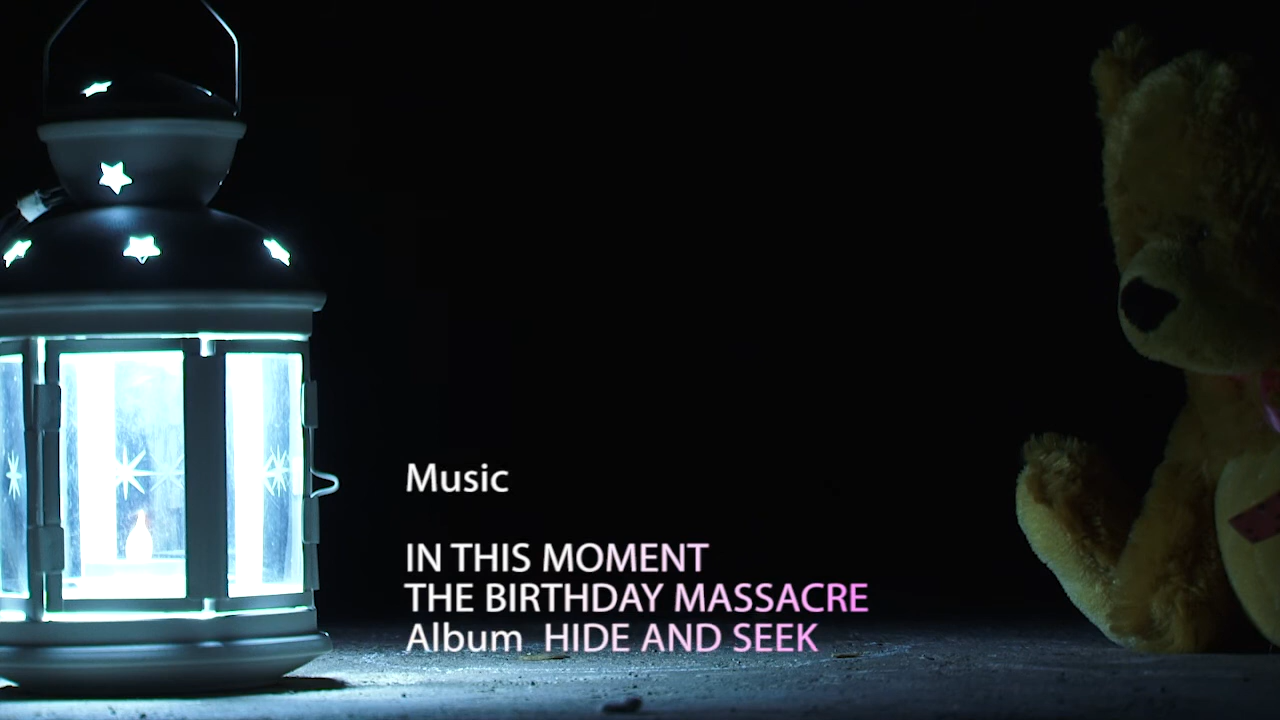 Music
IN THIS MOMENT
THE BIRTHDAY MASSACRE
Album HIDE AND SEEK